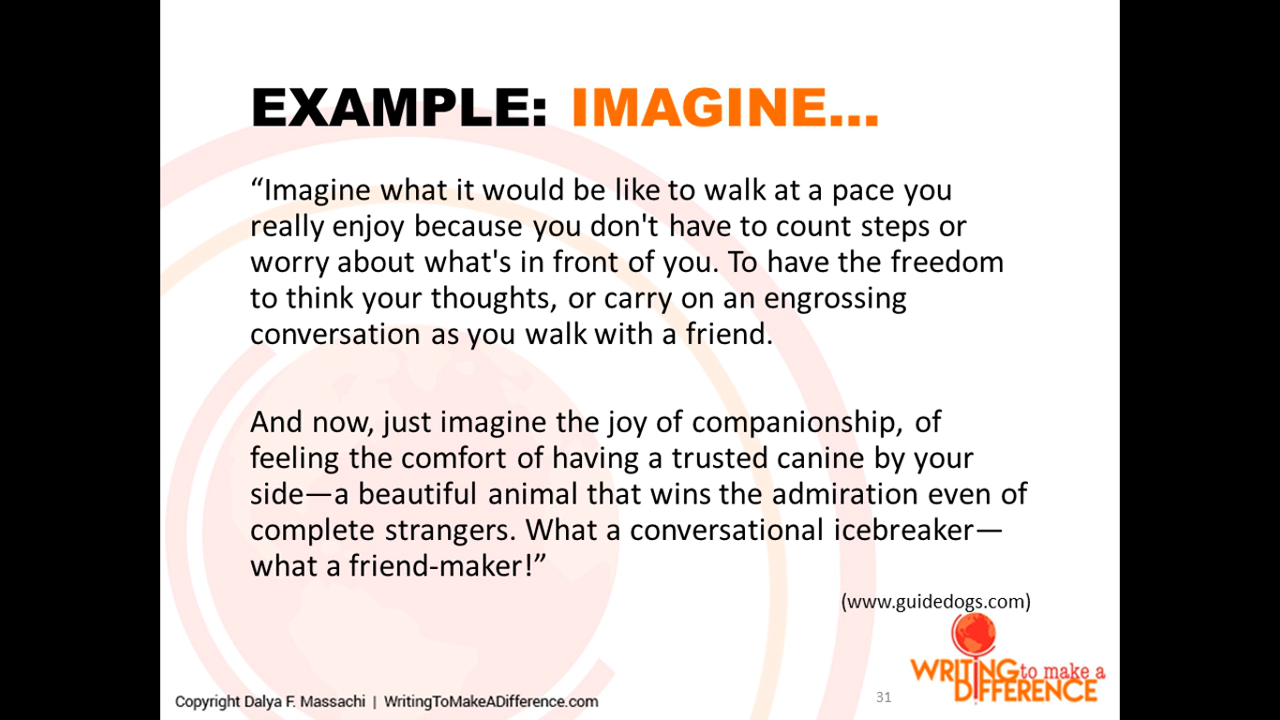 EXAMPLE: IMAGINE...
“Imagine what it would be like to walk at a pace you
really enjoy because you don't have to count steps or
worry about what's in front of you. To have the freedom
to think your thoughts, or carry on an engrossing
conversation as you walk with a friend.
And now, just imagine the joy of companionship, of
feeling the comfort of having a trusted canine by your
side—a beautiful animal that wins the admiration even of
complete strangers. What a conversational icebreaker—
what a friend-maker!”
(www.guidedogs.com)
WRITING to make a
DIFFERENCE
Copyright Dalya F. Massachi | WritingToMakeADifference.com
31